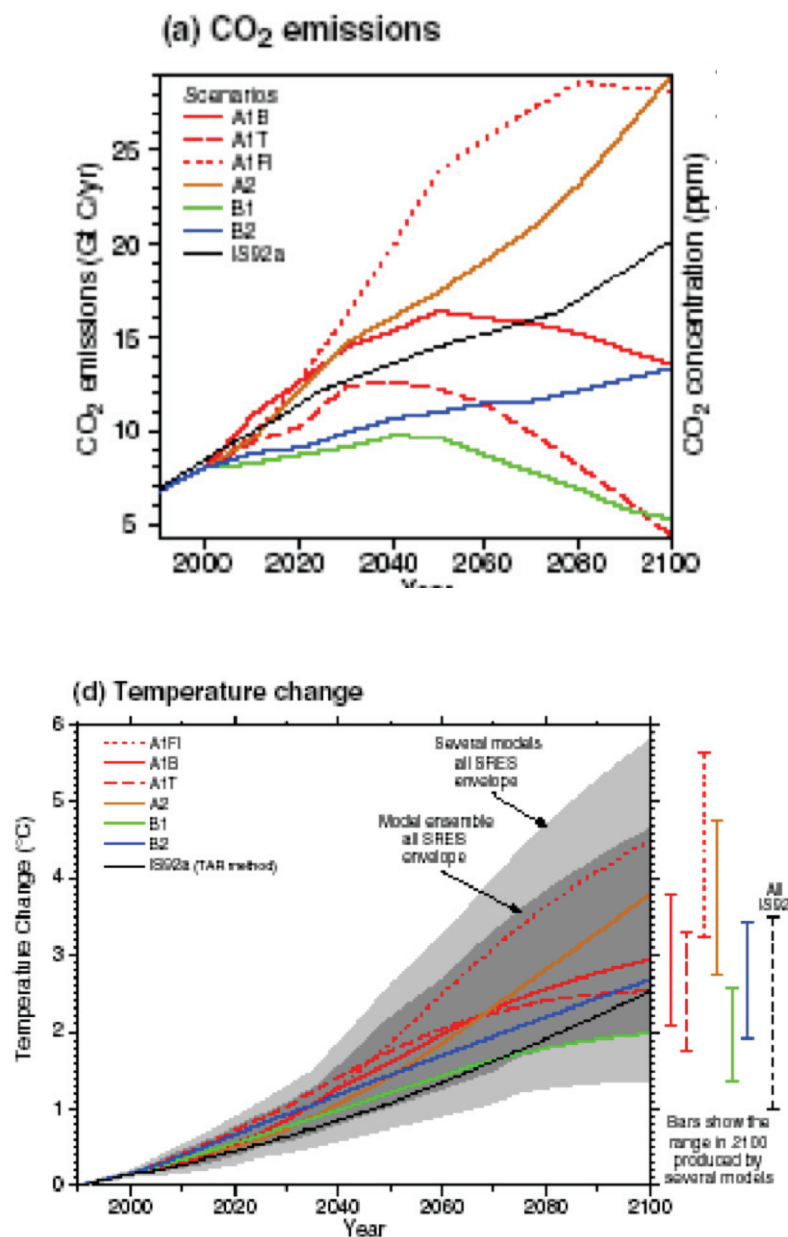 (a) CO₂ emissions
Scenarios
A1B
A1T
A1FI
A2
B1
B2
IS92a
CO₂ emissions (Gt C/yr)
25
20
15
10
5
2000 2020 2040 2060 2080 2100
Year
CO₂ concentration (ppm)
(d) Temperature change
A1FI
A1B
A1T
A2
B1
B2
IS92a (TAR method)
Several models
all SRES
envelope
Model ensemble
all SRES
envelope
Temperature Change (°C)
6
5
4
3
2
1
0
2000 2020 2040 2060 2080 2100
Year
All
IS92
Bars show the
range in 2100
produced by
several models